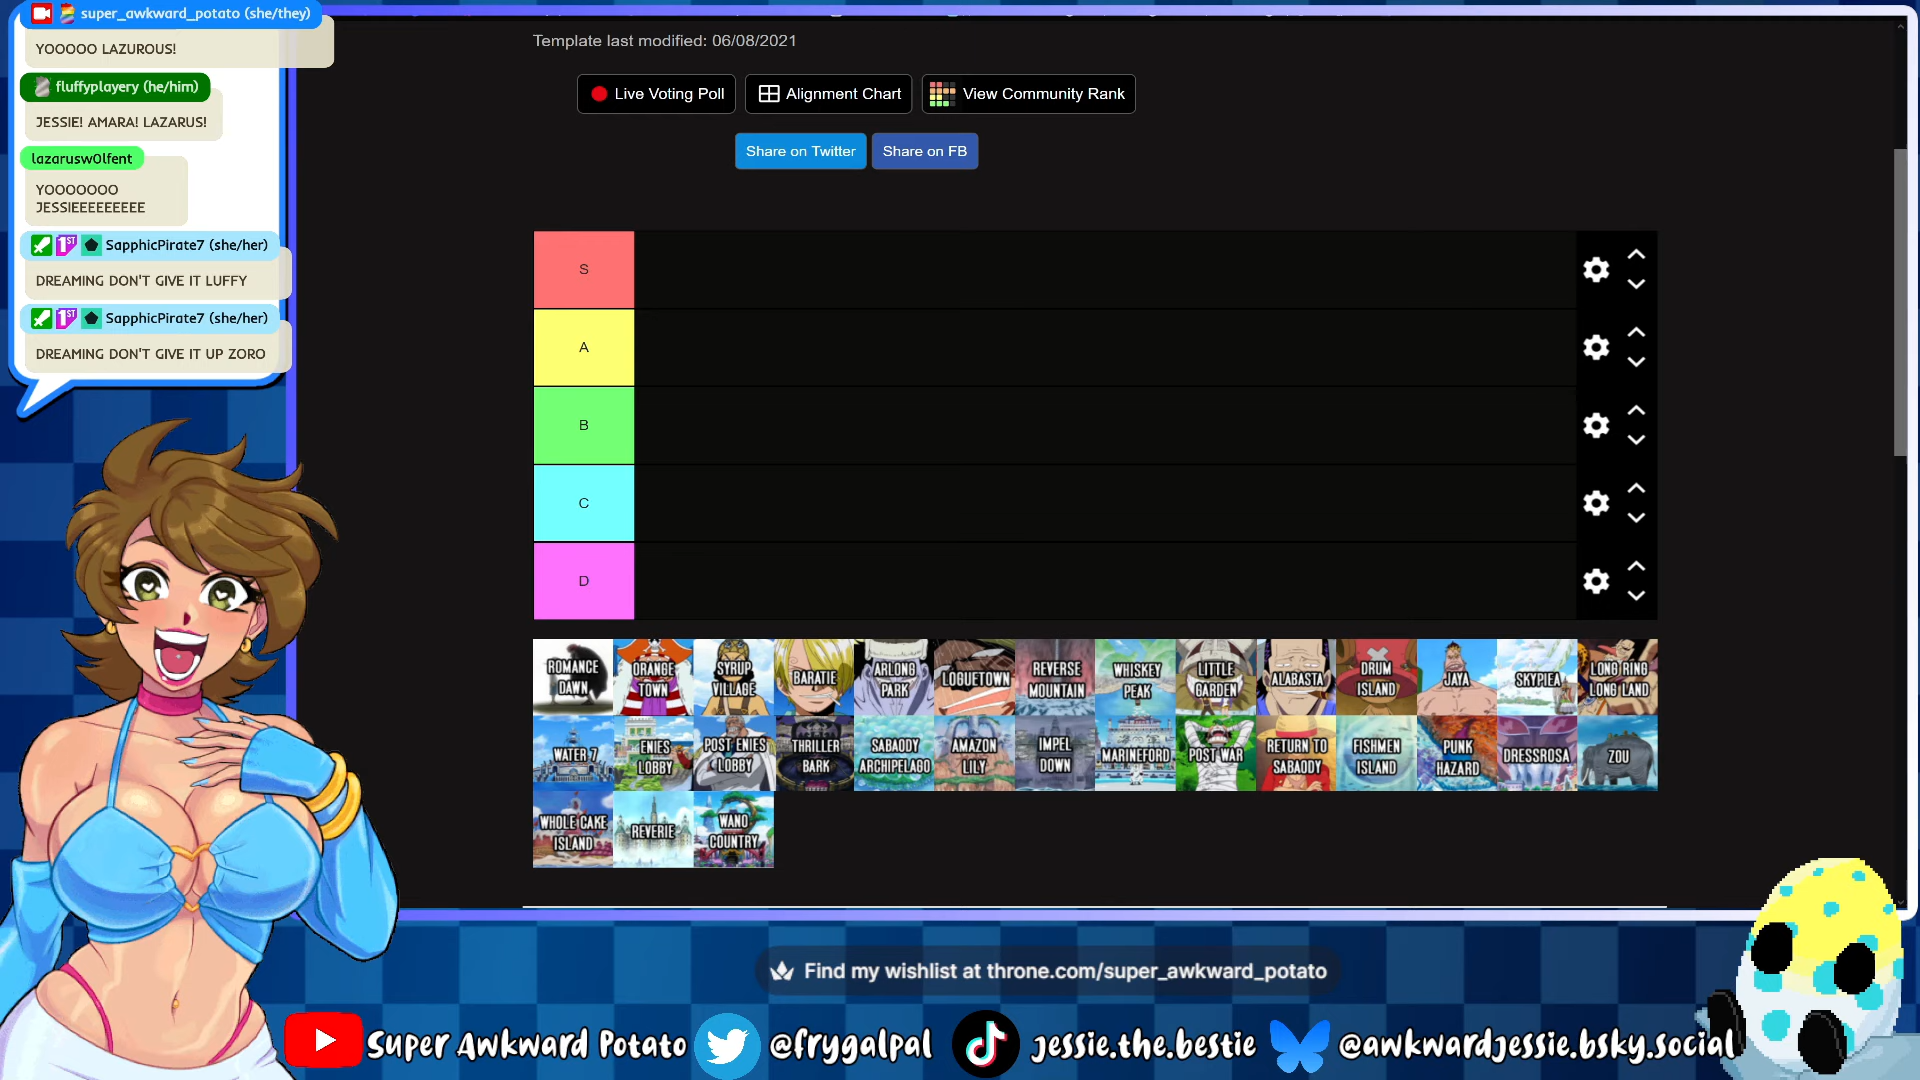 super_awkward_potato (she/they)
YOOOOO LAZUROUS!
fluffyplayery (he/him)
JESSIE! AMARA! LAZARUS!
lazarusw0lfent
YOOOOOOO
JESSIEEEEEEEEE
1ST SapphicPirate7 (she/her)
DREAMING DON'T GIVE IT LUFFY
1ST SapphicPirate7 (she/her)
DREAMING DON'T GIVE IT UP ZORO
Template last modified: 06/08/2021
Live Voting Poll
Alignment Chart
View Community Rank
Share on Twitter
Share on FB
S
A
B
C
D
ROMANCE DAWN
ORANGE TOWN
SYRUP VILLAGE
BARATIE
ARLONG PARK
LOGUETOWN
REVERSE MOUNTAIN
WHISKEY PEAK
LITTLE GARDEN
ALABASTA
DRUM ISLAND
JAYA
SKYPIEA
LONG RING LONG LAND
WATER 7
ENIES LOBBY
POST ENIES LOBBY
THRILLER BARK
SABAODY ARCHIPELAGO
AMAZON LILY
IMPEL DOWN
MARINEFORD
POST WAR
RETURN TO SABAODY
FISHMEN ISLAND
PUNK HAZARD
DRESSROSA
ZOU
WHOLE CAKE ISLAND
REVERIE
WANO COUNTRY
Find my wishlist at throne.com/super_awkward_potato
Super Awkward Potato
@frygalpal
jessie.the.bestie
@awkwardjessie.bsky.social